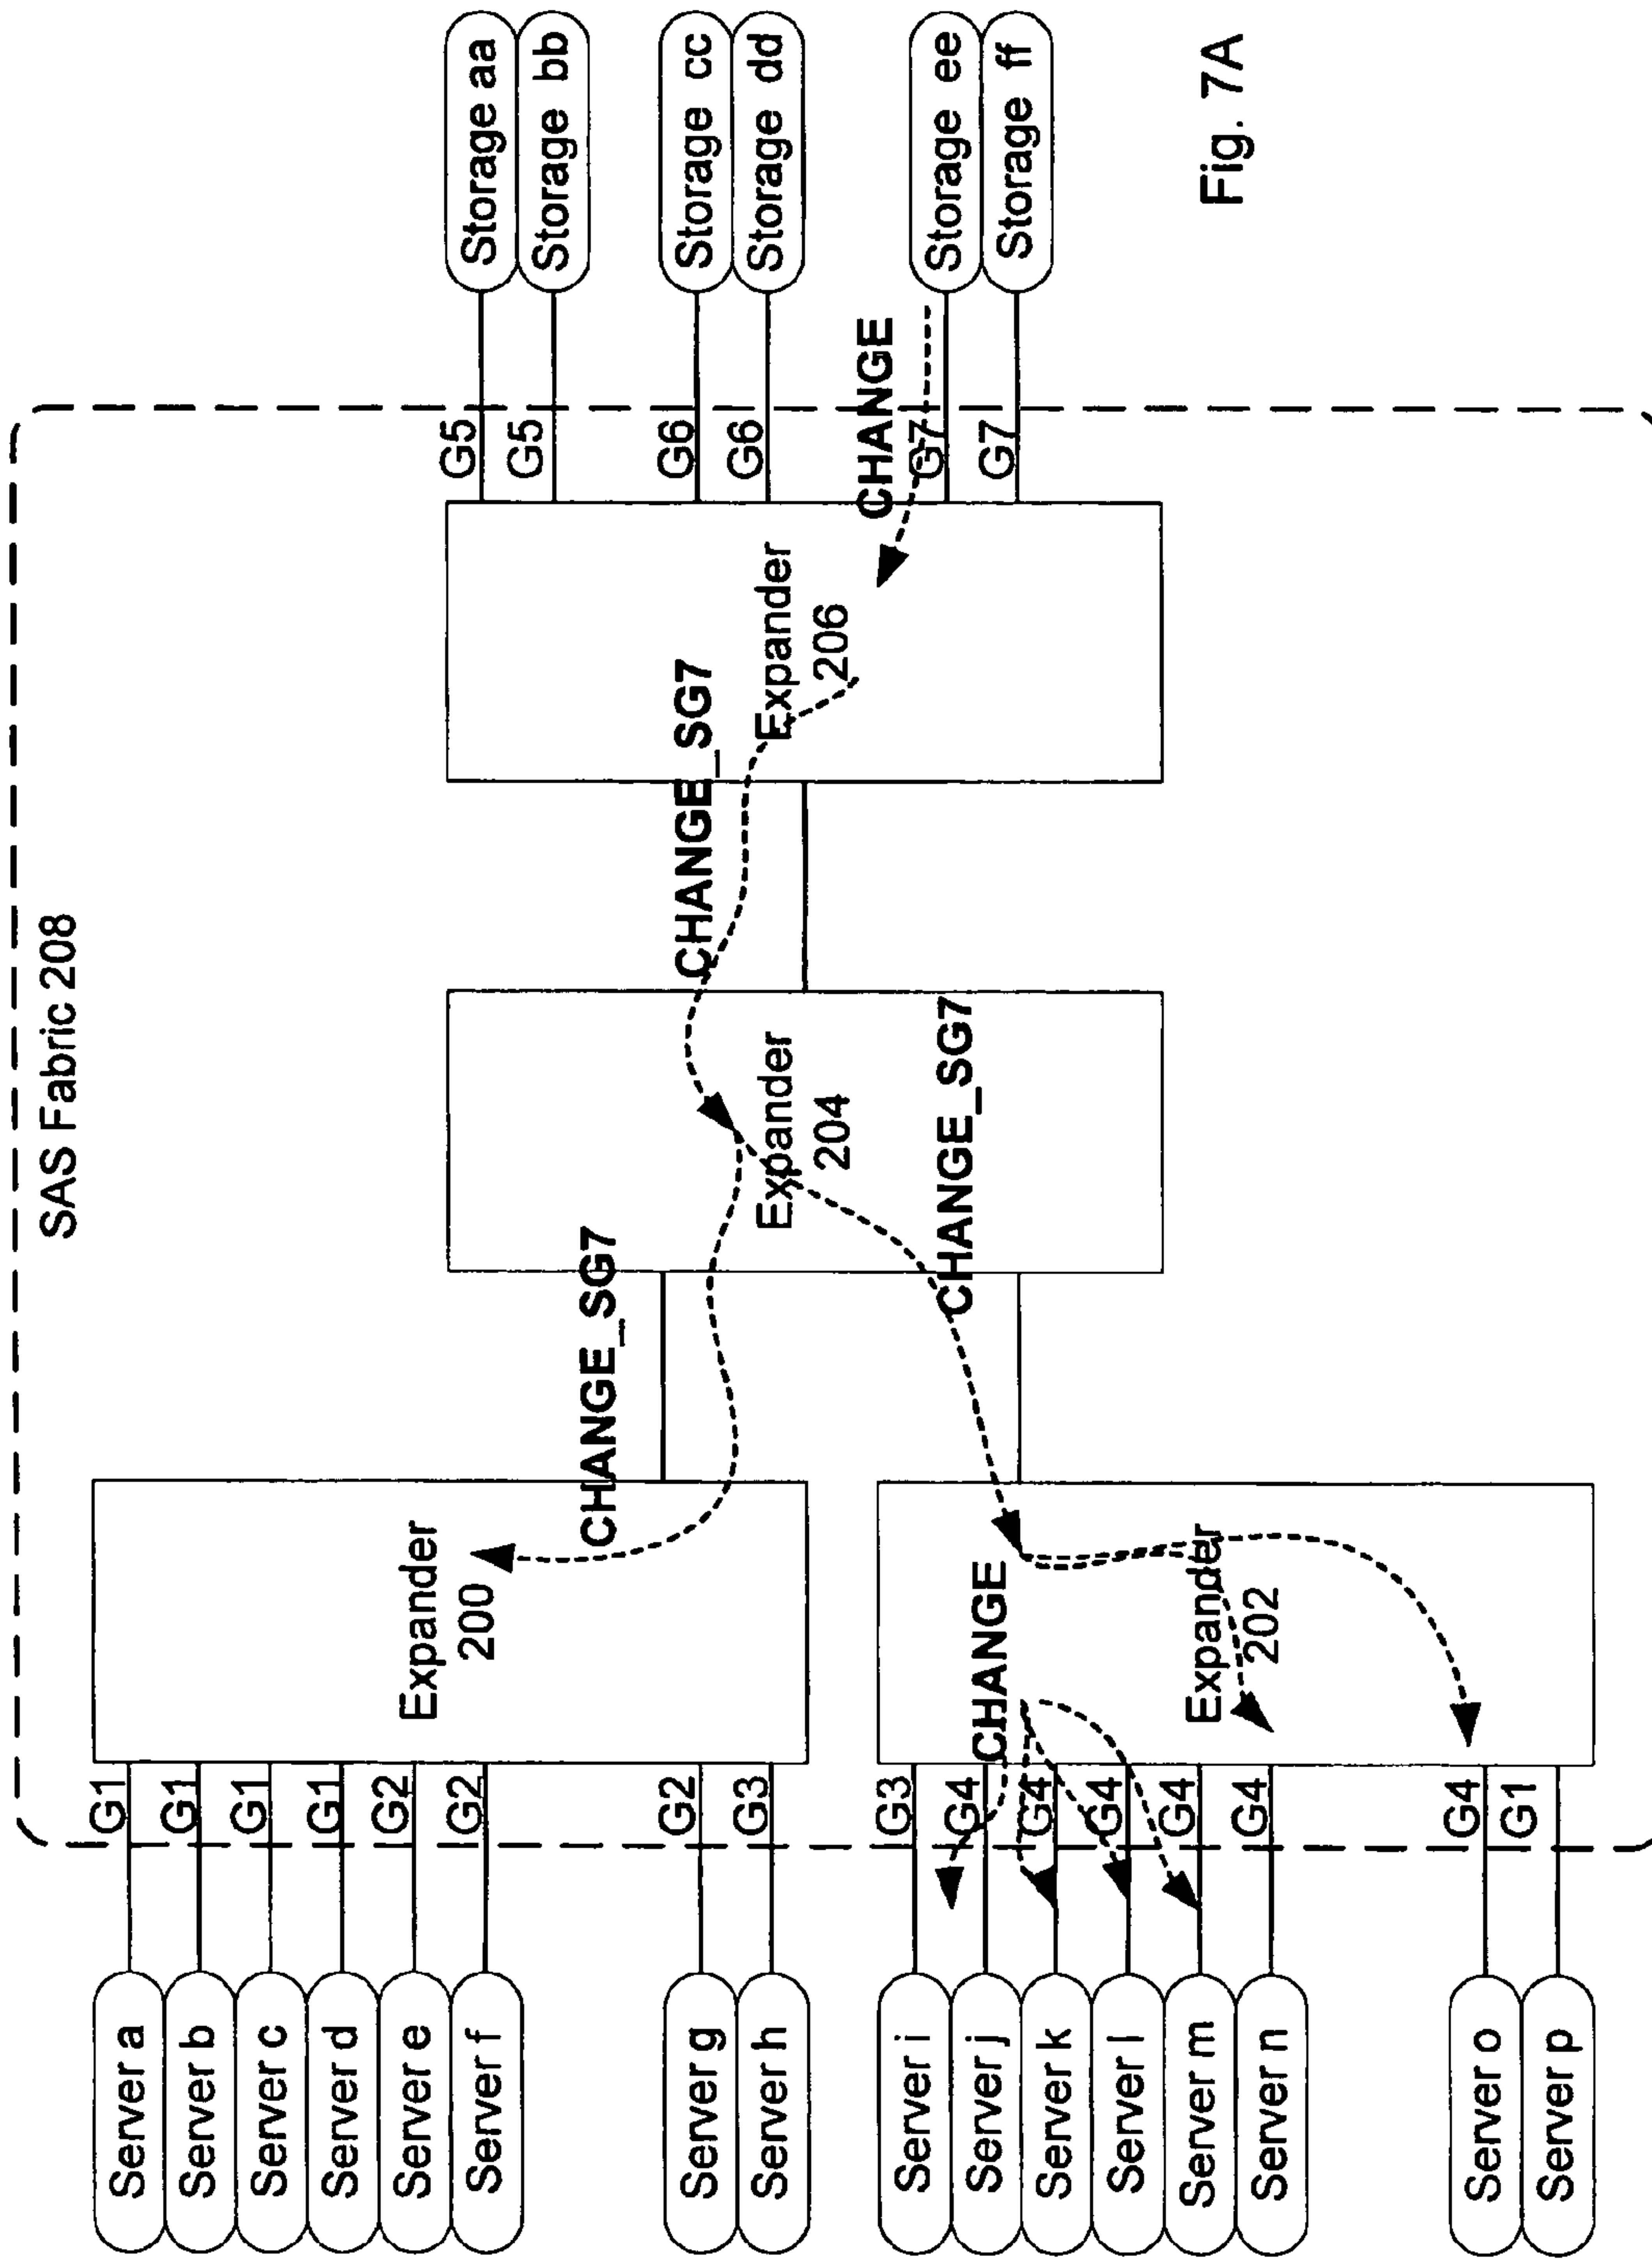 SAS Fabric 208
Server a
Server b
Server c
Server d
Server e
Server f
Server g
Server h
Server i
Server j
Server k
Server l
Server m
Server n
Server o
Server p
G1
G1
G1
G1
G2
G2
G2
G3
G3
G4
G4
G4
G4
G4
G4
G1
Expander
200
CHANGE
Expander
202
CHANGE_SG7
CHANGE_SG7
Expander
204
CHANGE_SG7
Expander
206
CHANGE
G5
G5
G6
G6
G7
G7
Storage aa
Storage bb
Storage cc
Storage dd
Storage ee
Storage ff
Fig. 7A